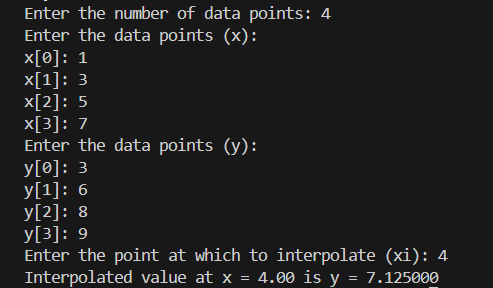 Enter the number of data points: 4
Enter the data points (x):
x[0]: 1
x[1]: 3
x[2]: 5
x[3]: 7
Enter the data points (y):
y[0]: 3
y[1]: 6
y[2]: 8
y[3]: 9
Enter the point at which to interpolate (xi): 4
Interpolated value at x = 4.00 is y = 7.125000